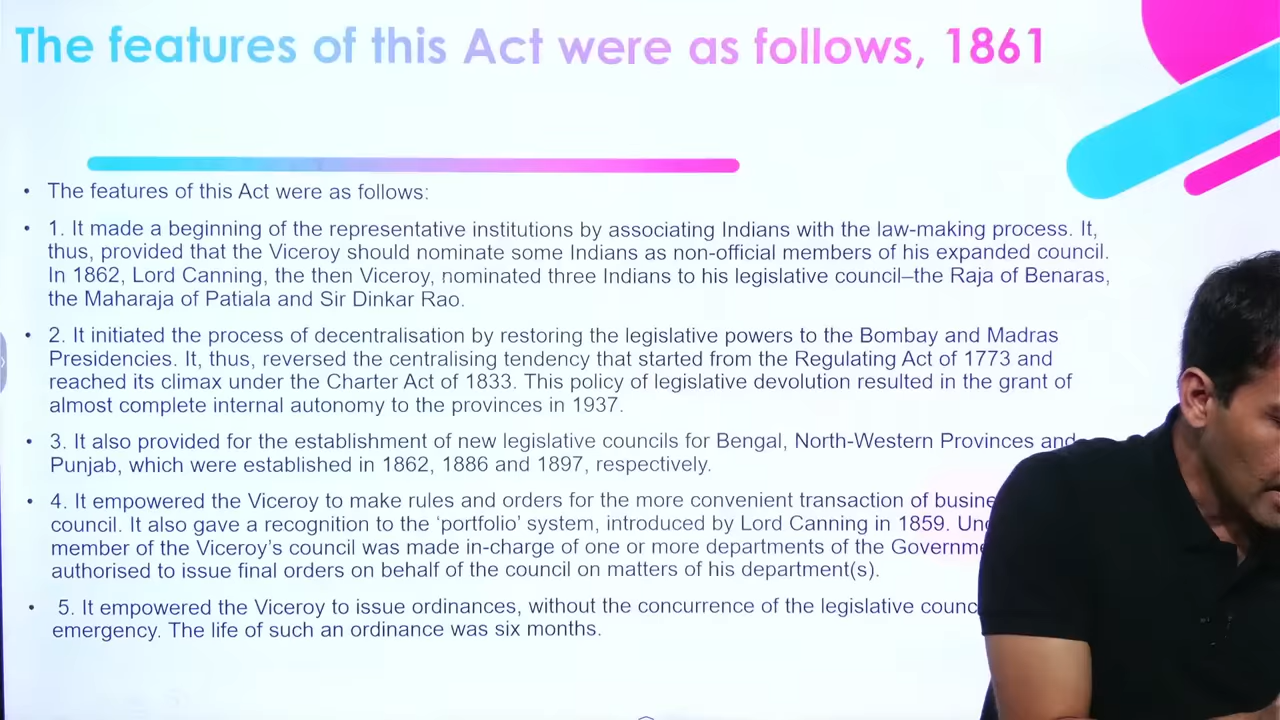 The features of this Act were as follows, 1861
• The features of this Act were as follows:
• 1. It made a beginning of the representative institutions by associating Indians with the law-making process. It,
thus, provided that the Viceroy should nominate some Indians as non-official members of his expanded council.
In 1862, Lord Canning, the then Viceroy, nominated three Indians to his legislative council–the Raja of Benaras,
the Maharaja of Patiala and Sir Dinkar Rao.
• 2. It initiated the process of decentralisation by restoring the legislative powers to the Bombay and Madras
Presidencies. It, thus, reversed the centralising tendency that started from the Regulating Act of 1773 and
reached its climax under the Charter Act of 1833. This policy of legislative devolution resulted in the grant of
almost complete internal autonomy to the provinces in 1937.
• 3. It also provided for the establishment of new legislative councils for Bengal, North-Western Provinces and
Punjab, which were established in 1862, 1886 and 1897, respectively.
• 4. It empowered the Viceroy to make rules and orders for the more convenient transaction of
council. It also gave a recognition to the ‘portfolio’ system, introduced by Lord Canning in 1859.
member of the Viceroy’s council was made in-charge of one or more departments of the
authorised to issue final orders on behalf of the council on matters of his department(s).
• 5. It empowered the Viceroy to issue ordinances, without the concurrence of the legislative
emergency. The life of such an ordinance was six months.